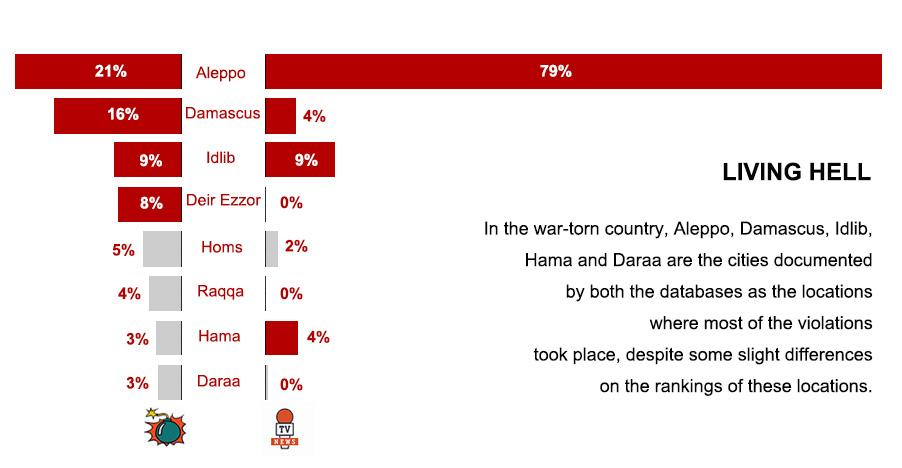 21% Aleppo 79%
16% Damascus 4%
9% Idlib 9%
8% Deir Ezzor 0%
5% Homs 2%
4% Raqqa 0%
3% Hama 4%
3% Daraa 0%
TV
NEWS
LIVING HELL
In the war-torn country, Aleppo, Damascus, Idlib,
Hama and Daraa are the cities documented
by both the databases as the locations
where most of the violations
took place, despite some slight differences
on the rankings of these locations.